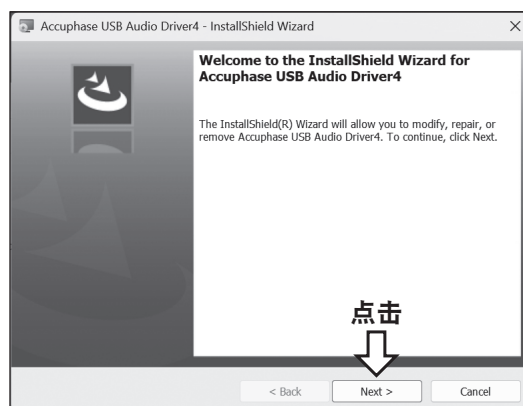 Accuphase USB Audio Driver4 - InstallShield Wizard
Welcome to the InstallShield Wizard for
Accuphase USB Audio Driver4
The InstallShield(R) Wizard will allow you to modify, repair, or
remove Accuphase USB Audio Driver4. To continue, click Next.
点击
< Back Next > Cancel